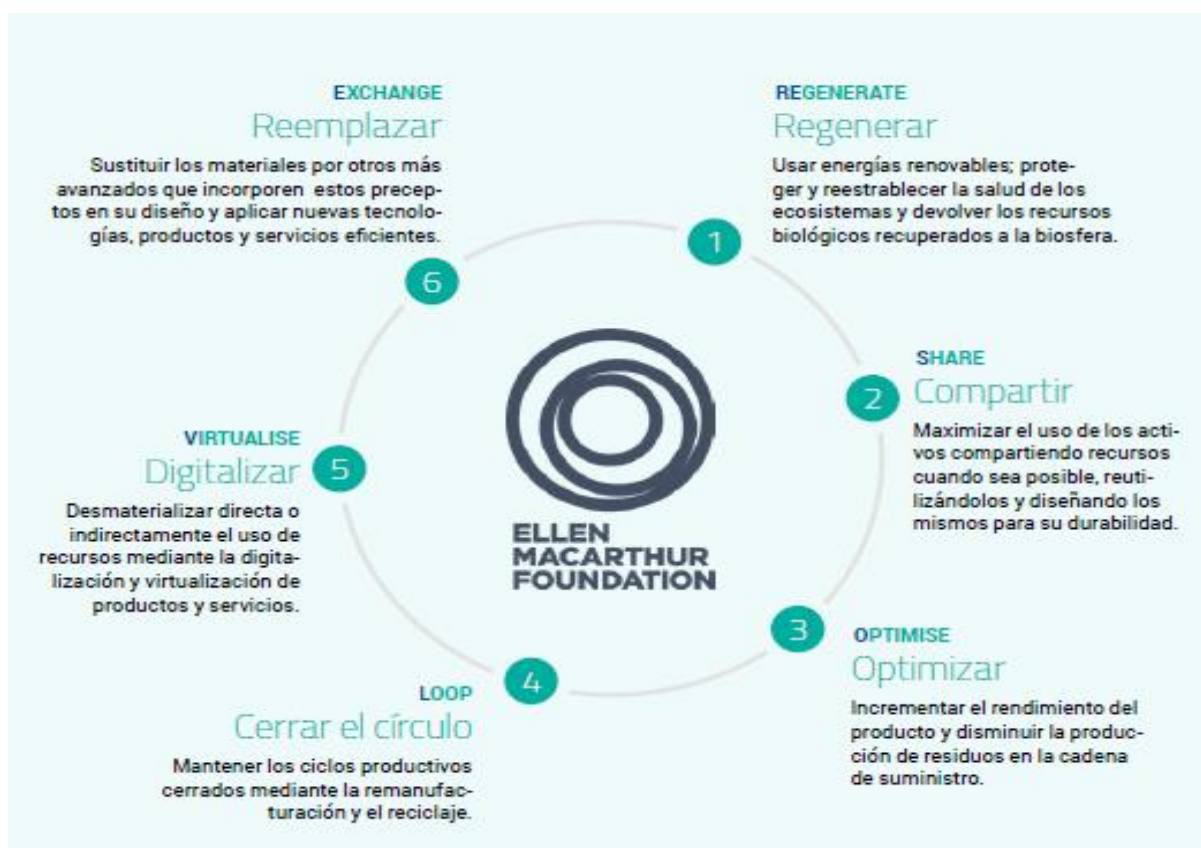 REGENERATE
Regenerar
Usar energías renovables; prote-
ger y reestablecer la salud de los
ecosistemas y devolver los recursos
biológicos recuperados a la biosfera.
1
SHARE
Compartir
Maximizar el uso de los acti-
vos compartiendo recursos
cuando sea posible, reuti-
lizándolos y diseñando los
mismos para su durabilidad.
2
OPTIMISE
Optimizar
Incrementar el rendimiento del
producto y disminuir la produc-
ción de residuos en la cadena
de suministro.
3
LOOP
Cerrar el círculo
Mantener los ciclos productivos
cerrados mediante la remanufac-
turación y el reciclaje.
4
VIRTUALISE
Digitalizar
Desmaterializar directa o
indirectamente el uso de
recursos mediante la digita-
lización y virtualización de
productos y servicios.
5
EXCHANGE
Reemplazar
Sustituir los materiales por otros más
avanzados que incorporen estos precep-
tos en su diseño y aplicar nuevas tecnolo-
gías, productos y servicios eficientes.
6
ELLEN
MACARTHUR
FOUNDATION